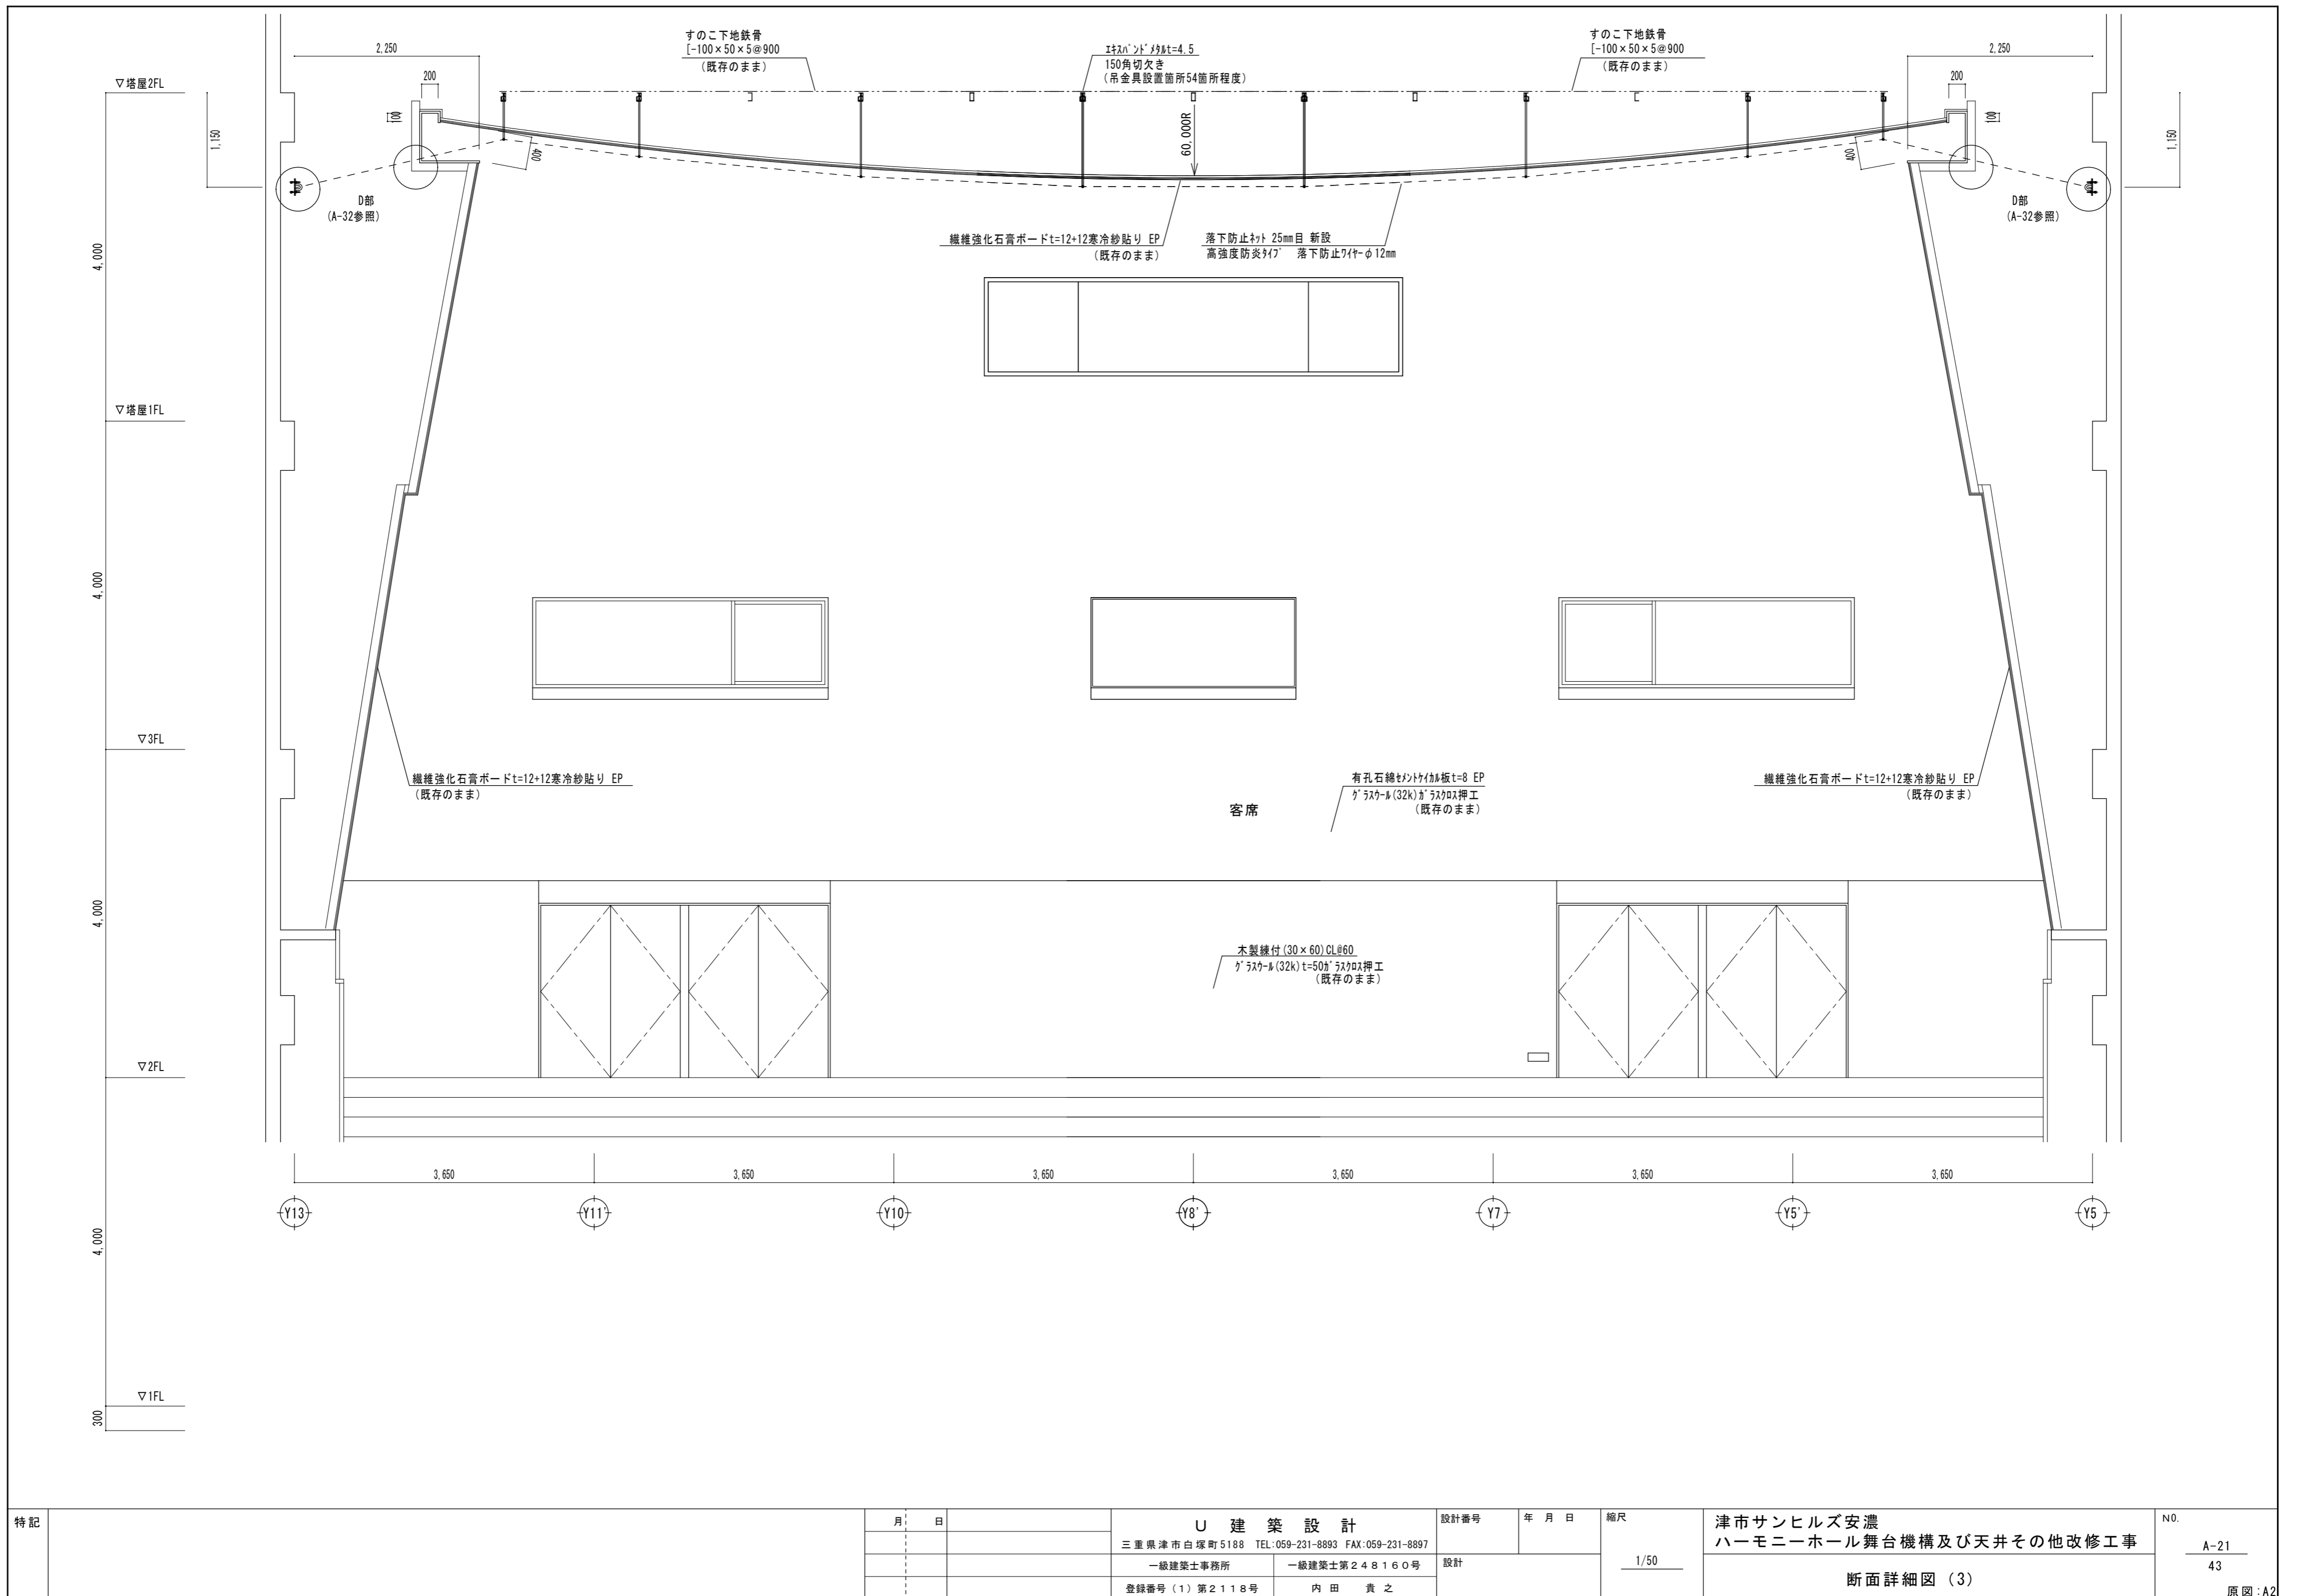 すのこ下地鉄骨
[-100×50×5@900
(既存のまま)
ｴｷｽﾊﾟﾝﾄﾞﾒﾀﾙt=4.5
150角切欠き
(吊金具設置箇所54箇所程度)
すのこ下地鉄骨
[-100×50×5@900
(既存のまま)
2,250
2,250
200
200
▽塔屋2FL
100
100
1,150
1,150
60,000R
400
400
D部
(A-32参照)
D部
(A-32参照)
繊維強化石膏ボードt=12+12寒冷紗貼り EP
(既存のまま)
落下防止ﾈｯﾄ 25mm目 新設
高強度防炎ﾀｲﾌﾟ 落下防止ﾜｲﾔｰφ12mm
4,000
▽塔屋1FL
4,000
▽3FL
繊維強化石膏ボードt=12+12寒冷紗貼り EP
(既存のまま)
客席
有孔石綿ｾﾒﾝﾄｹｲｶﾙ板t=8 EP
ｸﾞﾗｽｳｰﾙ(32k)ｶﾞﾗｽｸﾛｽ押エ
(既存のまま)
繊維強化石膏ボードt=12+12寒冷紗貼り EP
(既存のまま)
4,000
木製練付(30×60)CL@60
ｸﾞﾗｽｳｰﾙ(32k)t=50ｶﾞﾗｽｸﾛｽ押エ
(既存のまま)
▽2FL
3,650
3,650
3,650
3,650
3,650
3,650
Y13
Y11'
Y10
Y8'
Y7
Y5'
Y5
4,000
▽1FL
300
特記
月 日
U 建 築 設 計
三重県津市白塚町5188 TEL:059-231-8893 FAX:059-231-8897
一級建築士事務所
一級建築士第248160号
登録番号(1)第2118号
内 田 貴 之
設計番号
年 月 日
設計
縮尺
1/50
津市サンヒルズ安濃
ハーモニーホール舞台機構及び天井その他改修工事
断面詳細図(3)
NO.
A-21
43
原図:A2